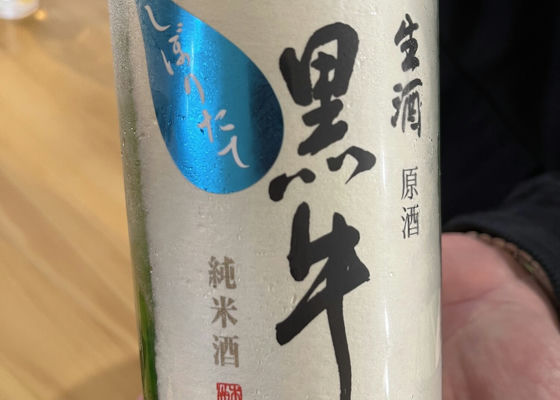 生酒
原酒
黒牛
しぼりたて
純米酒